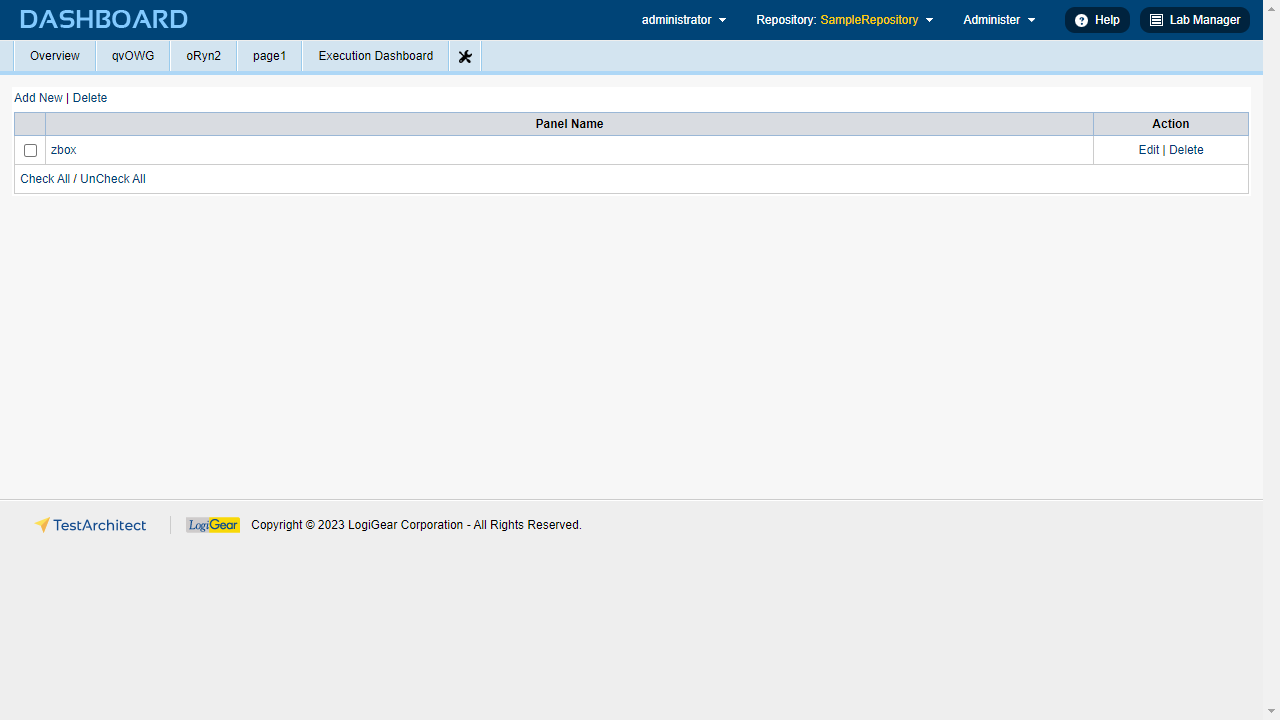 DASHBOARD
administrator
Repository: SampleRepository
Administer
Help
Lab Manager
Overview
qvOWG
oRyn2
page1
Execution Dashboard
Add New | Delete
Panel Name
Action
zbox
Edit | Delete
Check All / UnCheck All
TestArchitect
LogiGear
Copyright © 2023 LogiGear Corporation - All Rights Reserved.